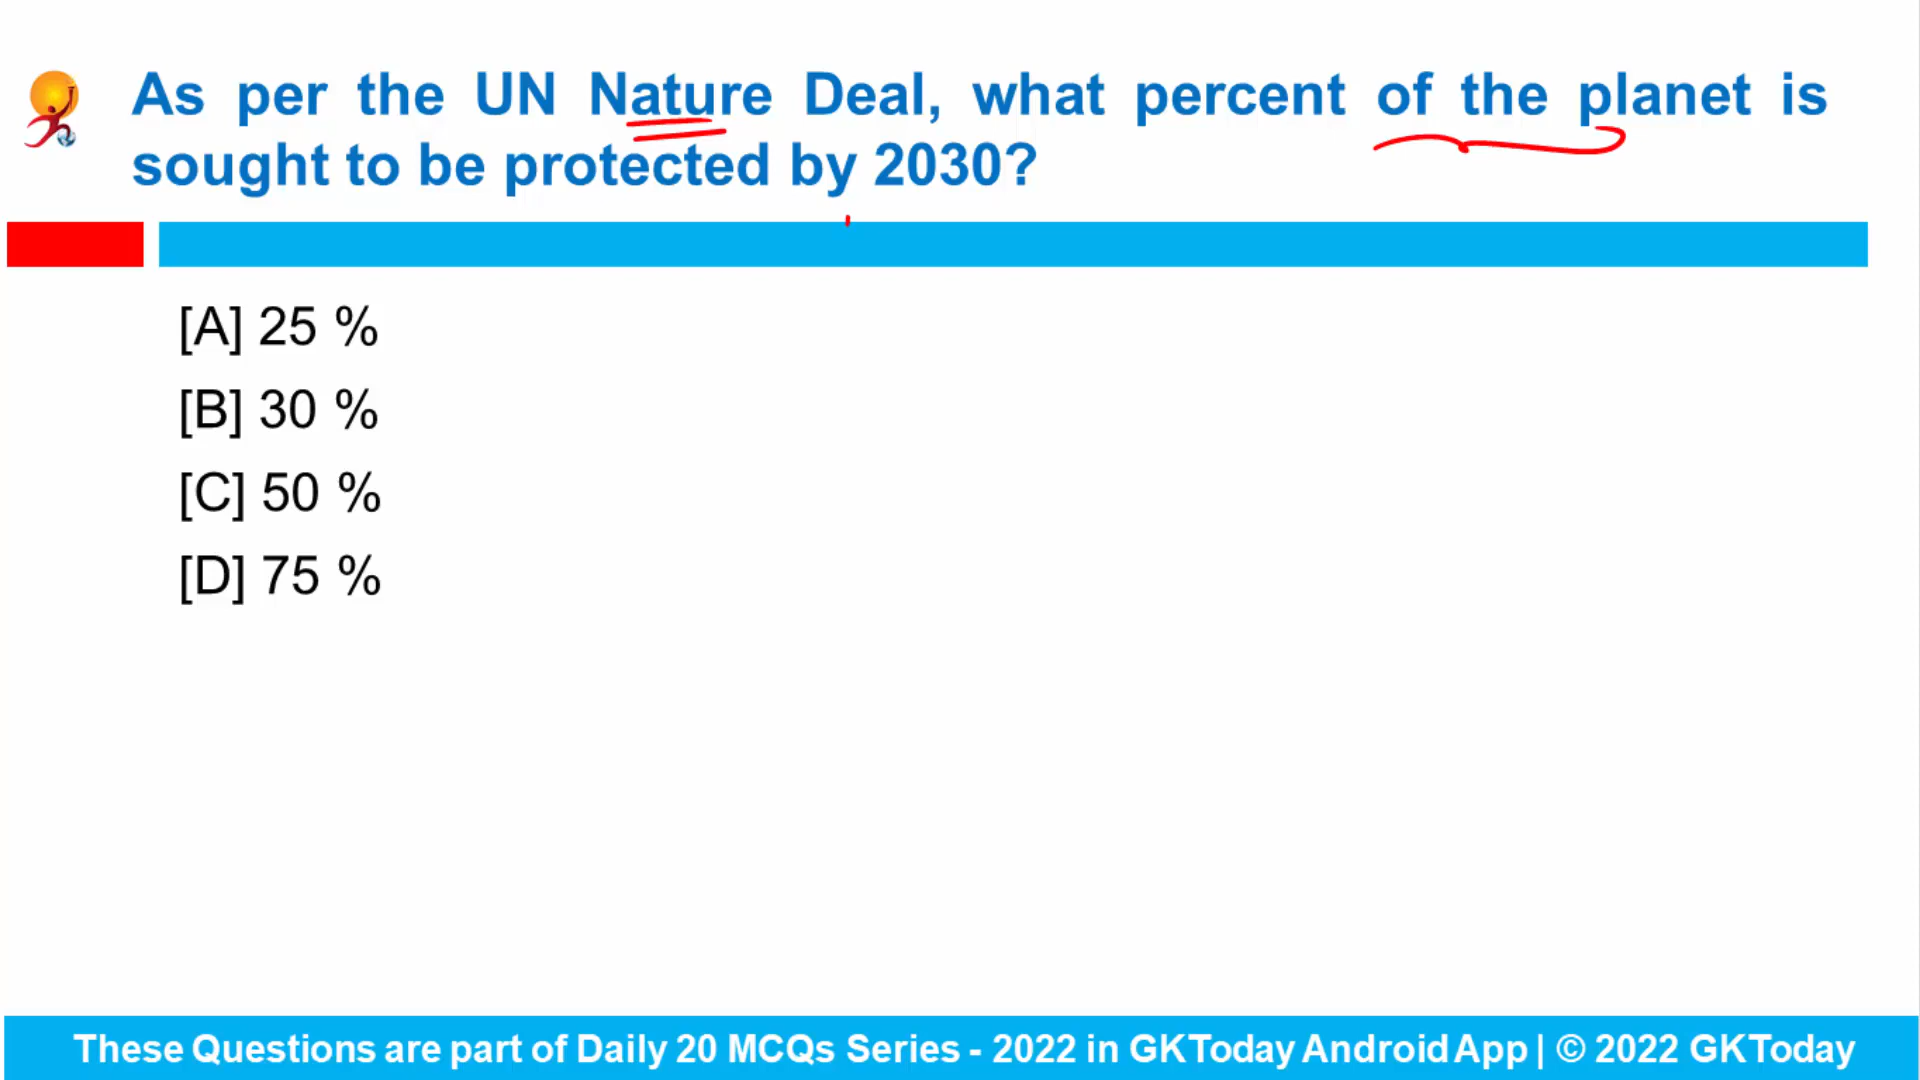 As per the UN Nature Deal, what percent of the planet is
sought to be protected by 2030?
[A] 25 %
[B] 30 %
[C] 50 %
[D] 75 %
These Questions are part of Daily 20 MCQs Series - 2022 in GKToday Android App | © 2022 GKToday